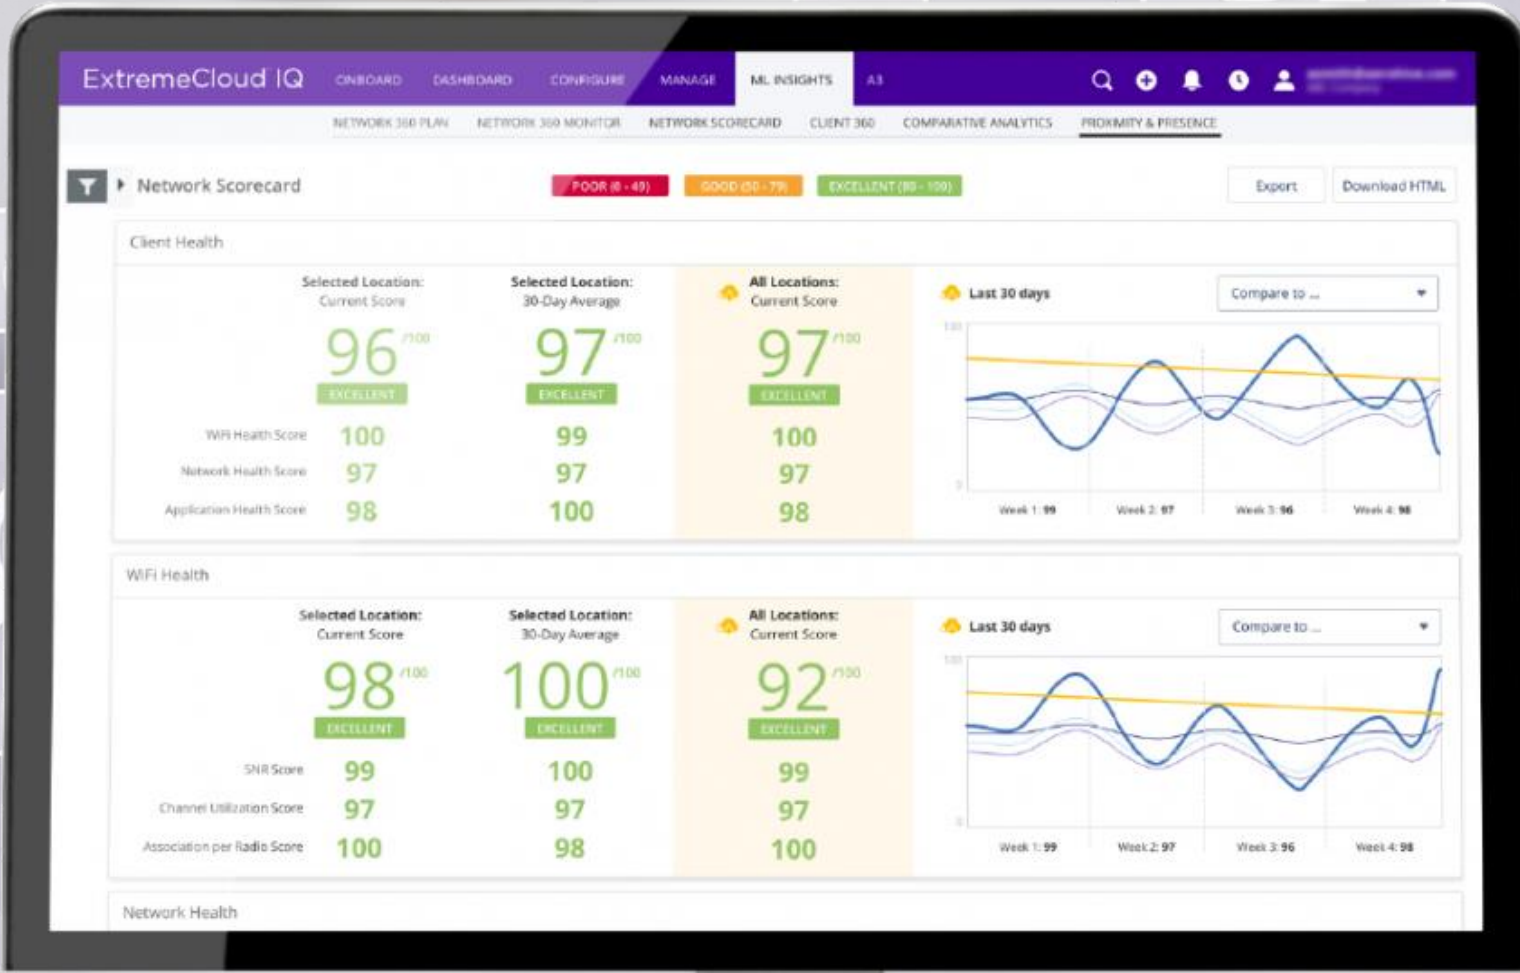 ExtremeCloud IQ ONBOARD DASHBOARD CONFIGURE MANAGE ML INSIGHTS A3
NETWORK 360 PLAN NETWORK 360 MONITOR NETWORK SCORECARD CLIENT 360 COMPARATIVE ANALYTICS PROXIMITY & PRESENCE
Network Scorecard POOR (0 - 49) GOOD (50 - 79) EXCELLENT (80 - 100) Export Download HTML
Client Health
Selected Location: Selected Location: All Locations:
Current Score 30-Day Average Current Score Last 30 days Compare to ...
96 /100 97 /100 97 /100 100
EXCELLENT EXCELLENT EXCELLENT
WiFi Health Score 100 99 100
Network Health Score 97 97 97
0
Application Health Score 98 100 98 Week 1: 99 Week 2: 97 Week 3: 96 Week 4: 98
WiFi Health
Selected Location: Selected Location: All Locations:
Current Score 30-Day Average Current Score Last 30 days Compare to ...
98 /100 100 /100 92 /100 100
EXCELLENT EXCELLENT EXCELLENT
SNR Score 99 100 99
Channel Utilization Score 97 97 97
0
Association per Radio Score 100 98 100 Week 1: 99 Week 2: 97 Week 3: 96 Week 4: 98
Network Health